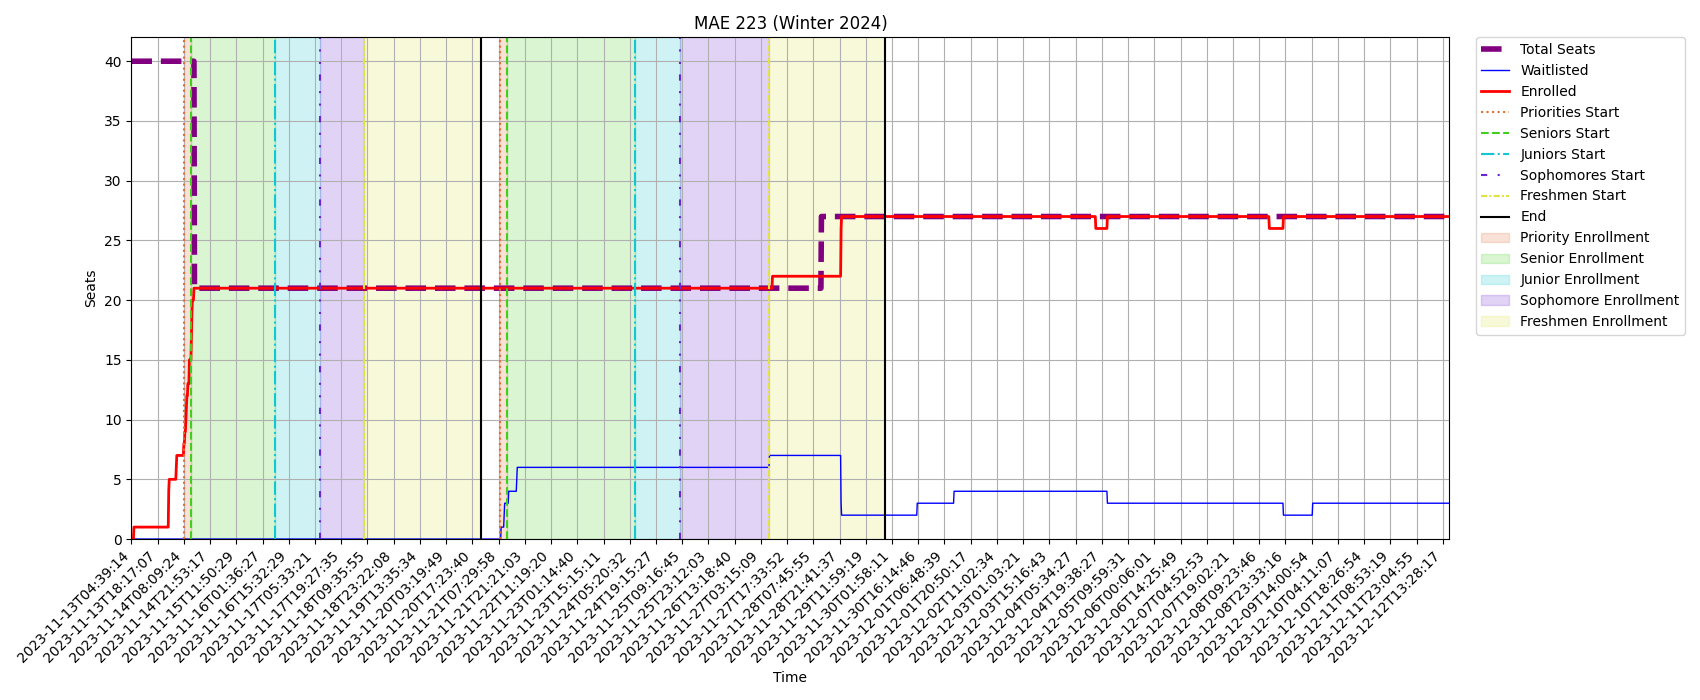 MAE 223 (Winter 2024)
Seats
40
35
30
25
20
15
10
5
0
2023-11-13T04:39:14
2023-11-13T18:17:07
2023-11-14T08:09:24
2023-11-14T21:53:17
2023-11-15T11:50:29
2023-11-16T01:36:27
2023-11-16T15:32:29
2023-11-17T05:33:21
2023-11-17T19:27:35
2023-11-18T09:35:55
2023-11-18T23:22:08
2023-11-19T13:35:34
2023-11-20T03:19:49
2023-11-20T17:23:40
2023-11-21T07:29:58
2023-11-21T21:21:03
2023-11-22T11:19:20
2023-11-23T01:14:40
2023-11-23T15:15:11
2023-11-24T05:20:32
2023-11-24T19:15:27
2023-11-25T09:16:45
2023-11-25T23:12:03
2023-11-26T13:18:40
2023-11-27T03:15:09
2023-11-27T17:33:52
2023-11-28T07:45:55
2023-11-28T21:41:37
2023-11-29T11:59:19
2023-11-30T01:58:11
2023-11-30T16:14:46
2023-12-01T06:48:39
2023-12-01T20:50:17
2023-12-02T11:02:34
2023-12-03T01:03:21
2023-12-03T15:16:43
2023-12-04T05:34:27
2023-12-04T19:38:27
2023-12-05T09:59:31
2023-12-06T00:06:01
2023-12-06T14:25:49
2023-12-07T04:52:53
2023-12-07T19:02:21
2023-12-08T09:23:46
2023-12-08T23:33:16
2023-12-09T14:00:54
2023-12-10T04:11:07
2023-12-10T18:26:54
2023-12-11T08:53:19
2023-12-11T23:04:55
2023-12-12T13:28:17
Time
Total Seats
Waitlisted
Enrolled
Priorities Start
Seniors Start
Juniors Start
Sophomores Start
Freshmen Start
End
Priority Enrollment
Senior Enrollment
Junior Enrollment
Sophomore Enrollment
Freshmen Enrollment